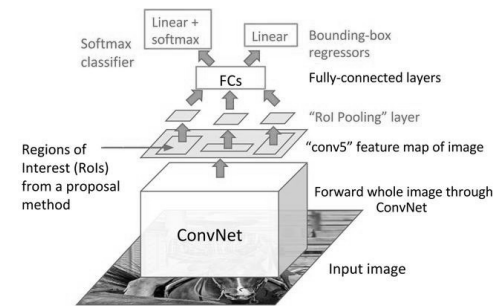 Softmax
classifier
Linear +
softmax
Linear
Bounding-box
regressors
FCs
Fully-connected layers
"RoI Pooling" layer
Regions of
Interest (RoIs)
from a proposal
method
"conv5" feature map of image
Forward whole image through
ConvNet
ConvNet
Input image